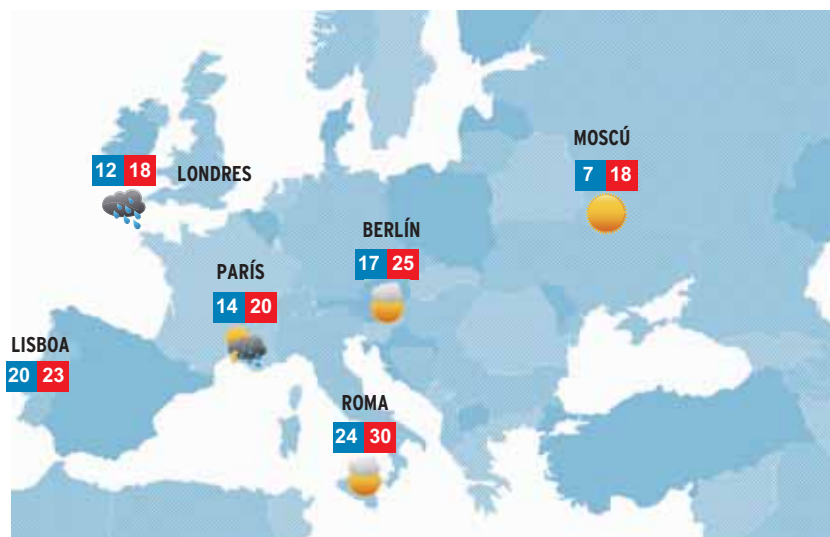 MOSCÚ
7 18
12 18
LONDRES
BERLÍN
17 25
PARÍS
14 20
LISBOA
20 23
ROMA
24 30